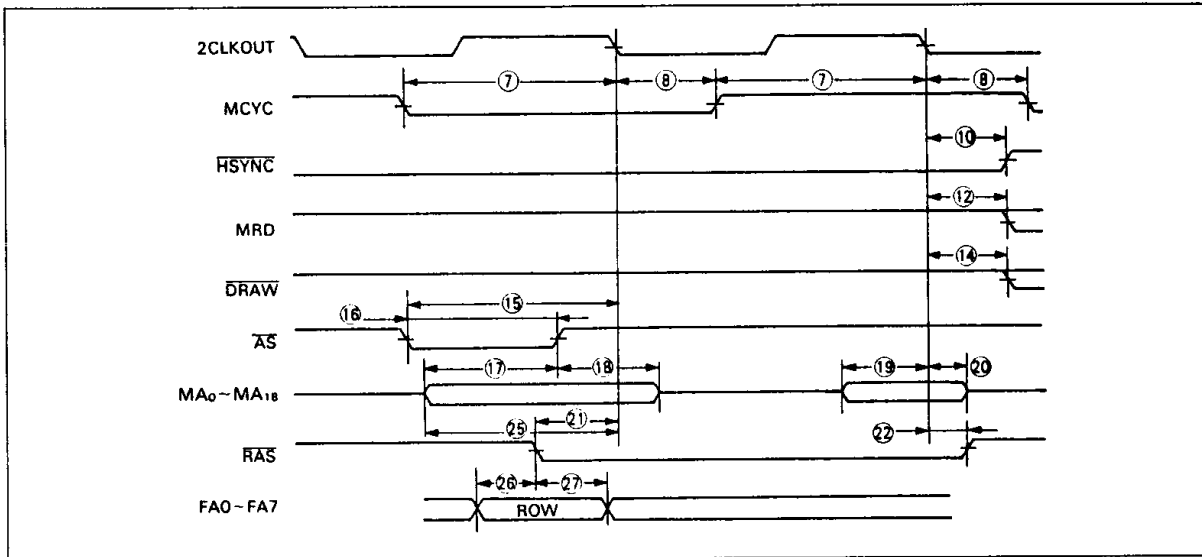 2CLKOUT
⑦ ⑧ ⑦ ⑧
MCYC
⑩
HSYNC
⑫
MRD
⑭
DRAW
⑮
⑯
AS
⑰ ⑱ ⑲ ⑳
MA₀~MA₁₈
㉑
㉕ ㉒
RAS
㉖ ㉗
FA0~FA7 ROW